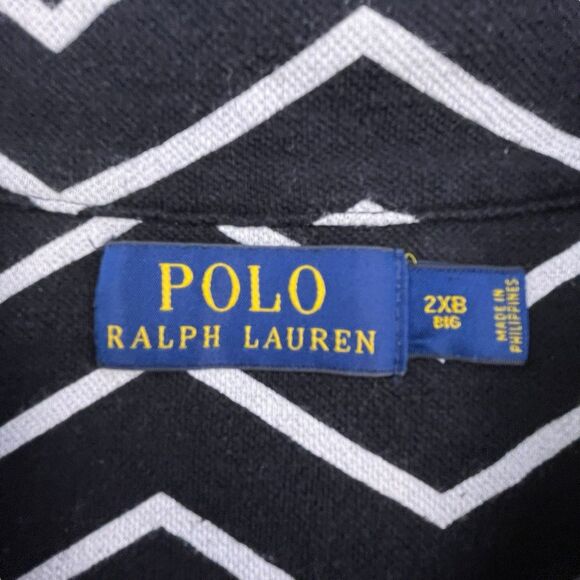 POLO
RALPH LAUREN
2XB
BIG
MADE IN
PHILIPPINES